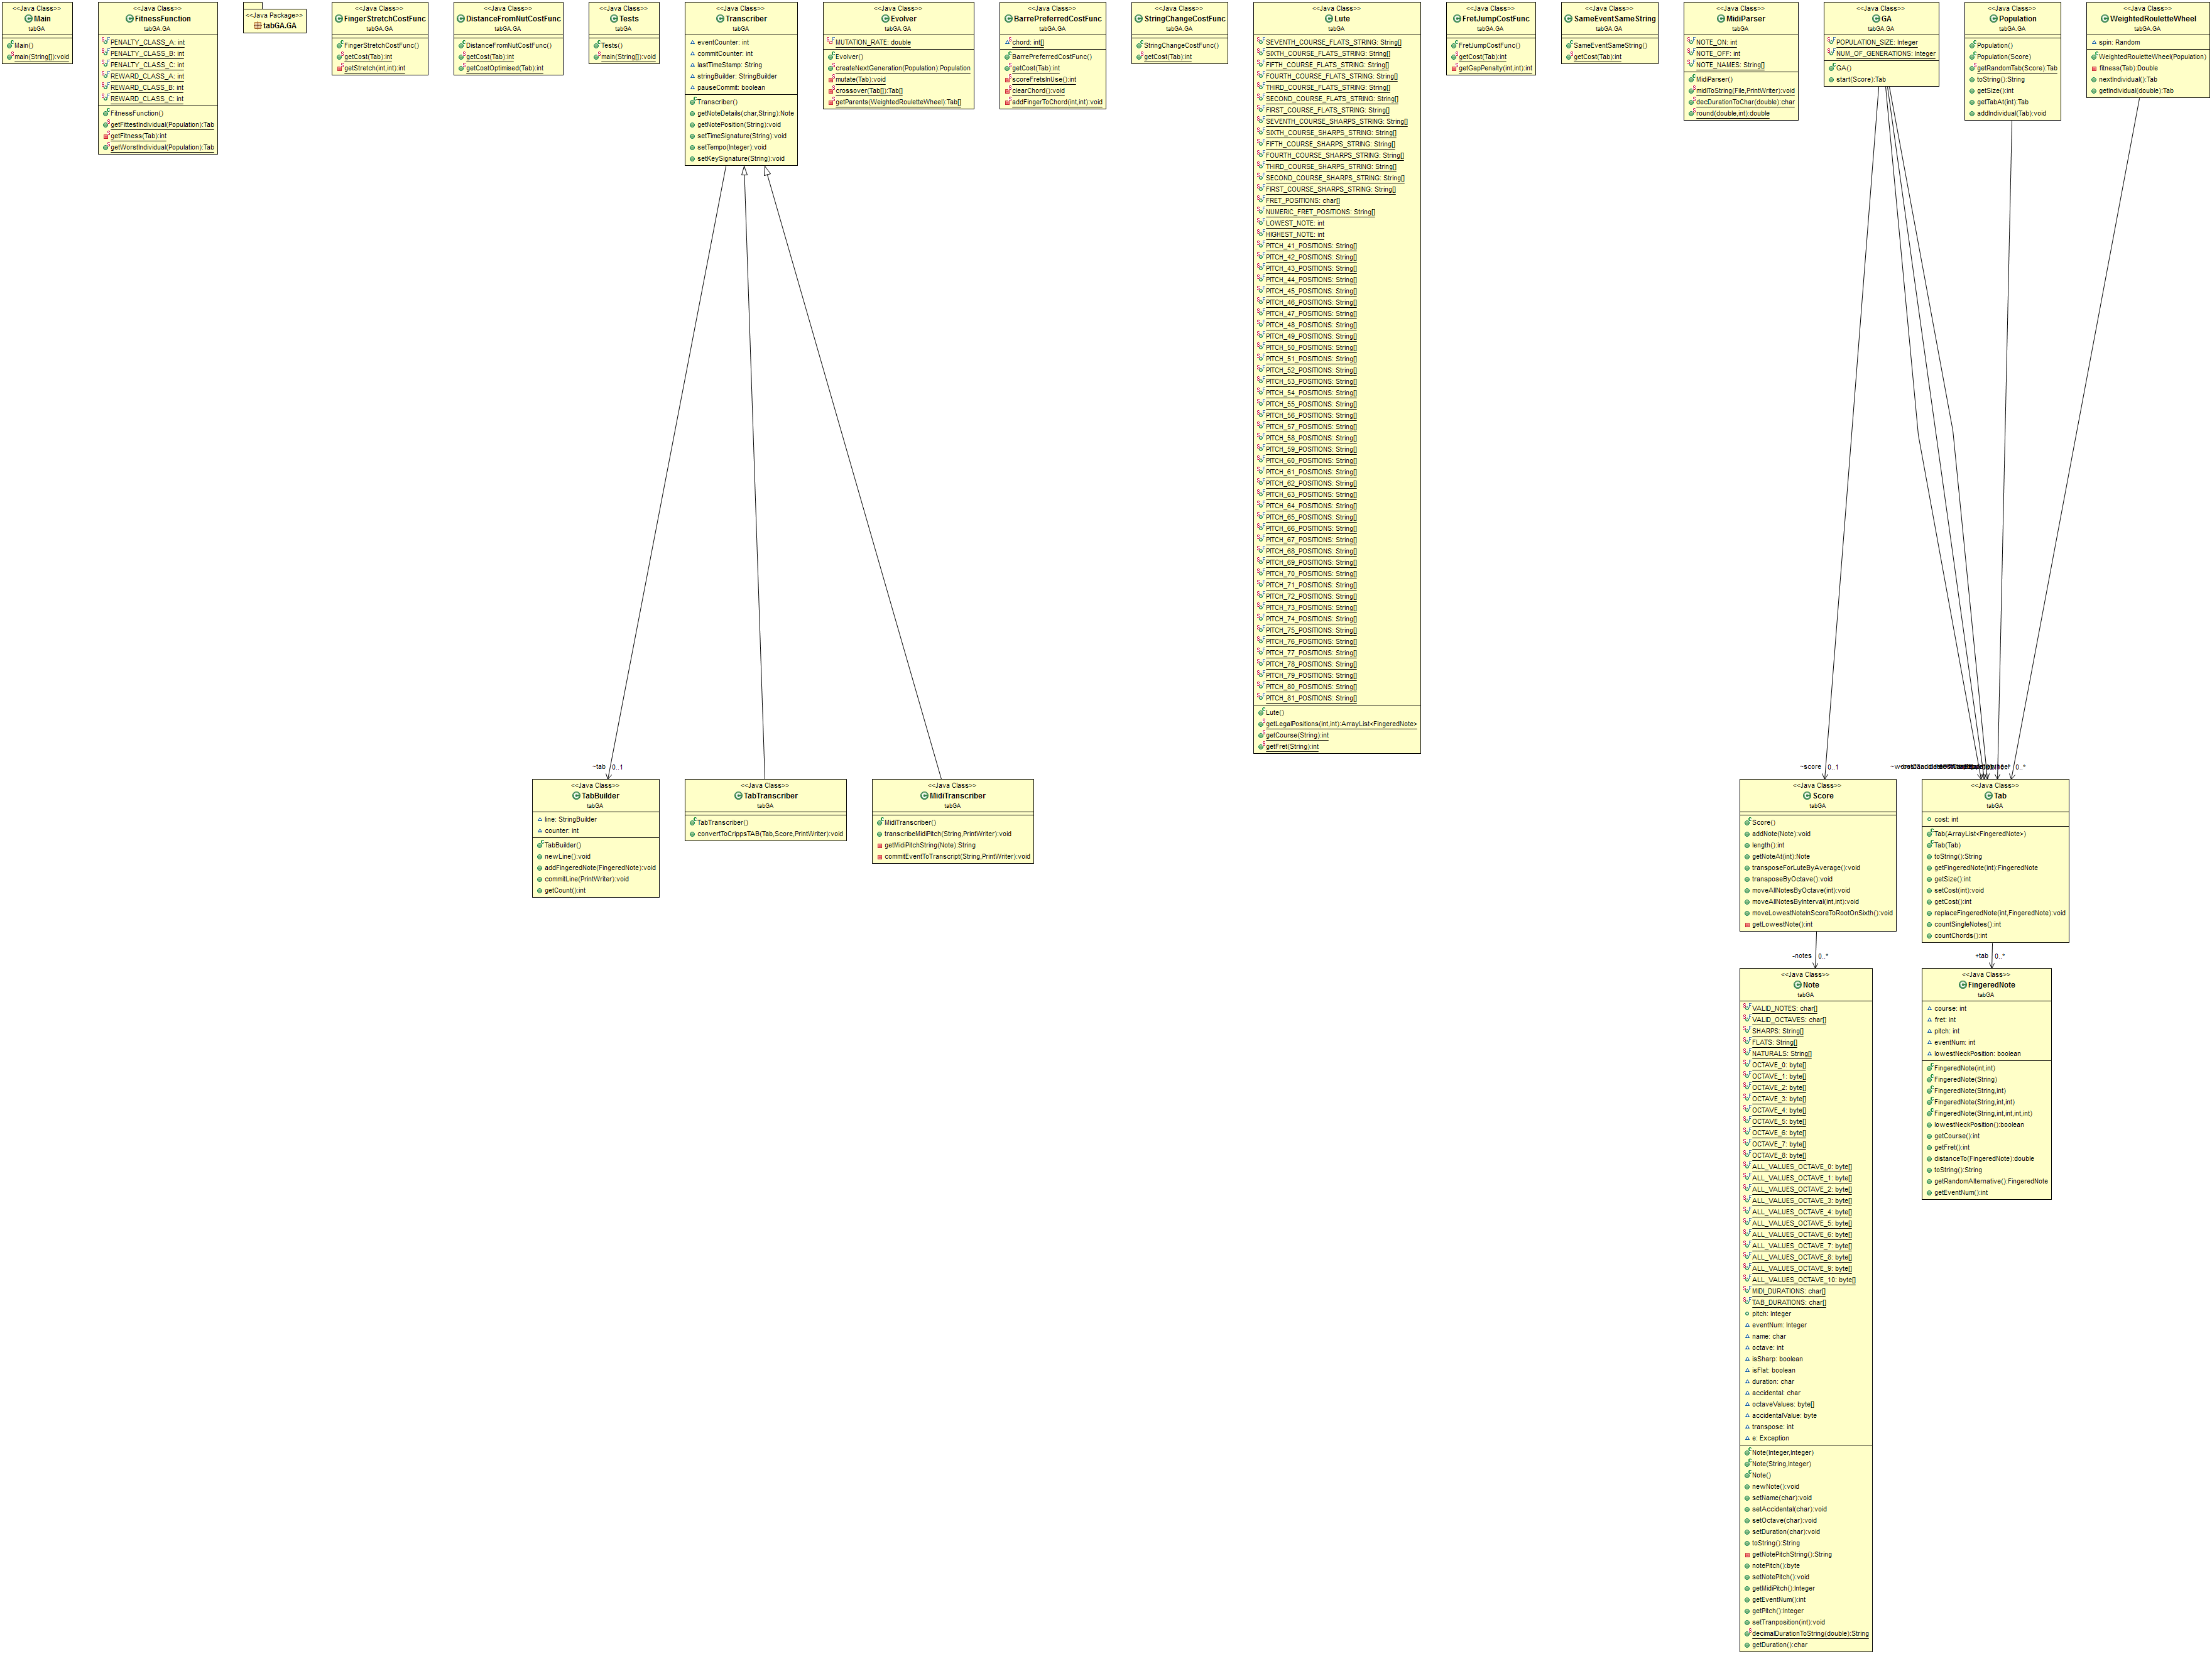 <<Java Class>>
Main
tabGA
Main()
main(String[]):void
<<Java Class>>
FitnessFunction
tabGA.GA
PENALTY_CLASS_A: int
PENALTY_CLASS_B: int
PENALTY_CLASS_C: int
REWARD_CLASS_A: int
REWARD_CLASS_B: int
REWARD_CLASS_C: int
FitnessFunction()
getFittestIndividual(Population):Tab
getFitness(Tab):int
getWorstIndividual(Population):Tab
<<Java Package>>
tabGA.GA
<<Java Class>>
FingerStretchCostFunc
tabGA.GA
FingerStretchCostFunc()
getCost(Tab):int
getStretch(int,int):int
<<Java Class>>
DistanceFromNutCostFunc
tabGA.GA
DistanceFromNutCostFunc()
getCost(Tab):int
getCostOptimised(Tab):int
<<Java Class>>
Tests
tabGA
Tests()
main(String[]):void
<<Java Class>>
Transcriber
tabGA
eventCounter: int
commitCounter: int
lastTimeStamp: String
stringBuilder: StringBuilder
pauseCommit: boolean
Transcriber()
getNoteDetails(char,String):Note
getNotePosition(String):void
setTimeSignature(String):void
setTempo(Integer):void
setKeySignature(String):void
<<Java Class>>
Evolver
tabGA.GA
MUTATION_RATE: double
Evolver()
createNextGeneration(Population):Population
mutate(Tab):void
crossover(Tab[]):Tab[]
getParents(WeightedRouletteWheel):Tab[]
<<Java Class>>
BarrePreferredCostFunc
tabGA.GA
chord: int[]
BarrePreferredCostFunc()
getCost(Tab):int
scoreFretsInUse():int
clearChord():void
addFingerToChord(int,int):void
<<Java Class>>
StringChangeCostFunc
tabGA.GA
StringChangeCostFunc()
getCost(Tab):int
<<Java Class>>
Lute
tabGA
SEVENTH_COURSE_FLATS_STRING: String[]
SIXTH_COURSE_FLATS_STRING: String[]
FIFTH_COURSE_FLATS_STRING: String[]
FOURTH_COURSE_FLATS_STRING: String[]
THIRD_COURSE_FLATS_STRING: String[]
SECOND_COURSE_FLATS_STRING: String[]
FIRST_COURSE_FLATS_STRING: String[]
SEVENTH_COURSE_SHARPS_STRING: String[]
SIXTH_COURSE_SHARPS_STRING: String[]
FIFTH_COURSE_SHARPS_STRING: String[]
FOURTH_COURSE_SHARPS_STRING: String[]
THIRD_COURSE_SHARPS_STRING: String[]
SECOND_COURSE_SHARPS_STRING: String[]
FIRST_COURSE_SHARPS_STRING: String[]
FRET_POSITIONS: char[]
NUMERIC_FRET_POSITIONS: String[]
LOWEST_NOTE: int
HIGHEST_NOTE: int
PITCH_41_POSITIONS: String[]
PITCH_42_POSITIONS: String[]
PITCH_43_POSITIONS: String[]
PITCH_44_POSITIONS: String[]
PITCH_45_POSITIONS: String[]
PITCH_46_POSITIONS: String[]
PITCH_47_POSITIONS: String[]
PITCH_48_POSITIONS: String[]
PITCH_49_POSITIONS: String[]
PITCH_50_POSITIONS: String[]
PITCH_51_POSITIONS: String[]
PITCH_52_POSITIONS: String[]
PITCH_53_POSITIONS: String[]
PITCH_54_POSITIONS: String[]
PITCH_55_POSITIONS: String[]
PITCH_56_POSITIONS: String[]
PITCH_57_POSITIONS: String[]
PITCH_58_POSITIONS: String[]
PITCH_59_POSITIONS: String[]
PITCH_60_POSITIONS: String[]
PITCH_61_POSITIONS: String[]
PITCH_62_POSITIONS: String[]
PITCH_63_POSITIONS: String[]
PITCH_64_POSITIONS: String[]
PITCH_65_POSITIONS: String[]
PITCH_66_POSITIONS: String[]
PITCH_67_POSITIONS: String[]
PITCH_68_POSITIONS: String[]
PITCH_69_POSITIONS: String[]
PITCH_70_POSITIONS: String[]
PITCH_71_POSITIONS: String[]
PITCH_72_POSITIONS: String[]
PITCH_73_POSITIONS: String[]
PITCH_74_POSITIONS: String[]
PITCH_75_POSITIONS: String[]
PITCH_76_POSITIONS: String[]
PITCH_77_POSITIONS: String[]
PITCH_78_POSITIONS: String[]
PITCH_79_POSITIONS: String[]
PITCH_80_POSITIONS: String[]
PITCH_81_POSITIONS: String[]
Lute()
getLegalPositions(int,int):ArrayList<FingeredNote>
getCourse(String):int
getFret(String):int
<<Java Class>>
FretJumpCostFunc
tabGA.GA
FretJumpCostFunc()
getCost(Tab):int
getGapPenalty(int,int):int
<<Java Class>>
SameEventSameString
tabGA.GA
SameEventSameString()
getCost(Tab):int
<<Java Class>>
MidiParser
tabGA
NOTE_ON: int
NOTE_OFF: int
NOTE_NAMES: String[]
MidiParser()
midiToString(File,PrintWriter):void
decDurationToChar(double):char
round(double,int):double
<<Java Class>>
GA
tabGA.GA
POPULATION_SIZE: Integer
NUM_OF_GENERATIONS: Integer
GA()
start(Score):Tab
<<Java Class>>
Population
tabGA.GA
Population()
Population(Score)
getRandomTab(Score):Tab
toString():String
getSize():int
getTabAt(int):Tab
addIndividual(Tab):void
<<Java Class>>
WeightedRouletteWheel
tabGA.GA
spin: Random
WeightedRouletteWheel(Population)
fitness(Tab):Double
nextIndividual():Tab
getIndividual(double):Tab
~tab 0..1
<<Java Class>>
TabBuilder
tabGA
line: StringBuilder
counter: int
TabBuilder()
newLine():void
addFingeredNote(FingeredNote):void
commitLine(PrintWriter):void
getCount():int
<<Java Class>>
TabTranscriber
tabGA
TabTranscriber()
convertToCrippsTAB(Tab,Score,PrintWriter):void
<<Java Class>>
MidiTranscriber
tabGA
MidiTranscriber()
transcribeMidiPitch(String,PrintWriter):void
getMidiPitchString(Note):String
commitEventToTranscript(String,PrintWriter):void
~score 0..1
<<Java Class>>
Score
tabGA
Score()
addNote(Note):void
length():int
getNoteAt(int):Note
transposeForLuteByAverage():void
transposeByOctave():void
moveAllNotesByOctave(int):void
moveAllNotesByInterval(int,int):void
moveLowestNoteInScoreToRootOnSixth():void
getLowestNote():int
0..*
<<Java Class>>
Tab
tabGA
cost: int
Tab(ArrayList<FingeredNote>)
Tab(Tab)
toString():String
getFingeredNote(int):FingeredNote
getSize():int
setCost(int):void
getCost():int
replaceFingeredNote(int,FingeredNote):void
countSingleNotes():int
countChords():int
-notes 0..*
<<Java Class>>
Note
tabGA
VALID_NOTES: char[]
VALID_OCTAVES: char[]
SHARPS: String[]
FLATS: String[]
NATURALS: String[]
OCTAVE_0: byte[]
OCTAVE_1: byte[]
OCTAVE_2: byte[]
OCTAVE_3: byte[]
OCTAVE_4: byte[]
OCTAVE_5: byte[]
OCTAVE_6: byte[]
OCTAVE_7: byte[]
OCTAVE_8: byte[]
ALL_VALUES_OCTAVE_0: byte[]
ALL_VALUES_OCTAVE_1: byte[]
ALL_VALUES_OCTAVE_2: byte[]
ALL_VALUES_OCTAVE_3: byte[]
ALL_VALUES_OCTAVE_4: byte[]
ALL_VALUES_OCTAVE_5: byte[]
ALL_VALUES_OCTAVE_6: byte[]
ALL_VALUES_OCTAVE_7: byte[]
ALL_VALUES_OCTAVE_8: byte[]
ALL_VALUES_OCTAVE_9: byte[]
ALL_VALUES_OCTAVE_10: byte[]
MIDI_DURATIONS: char[]
TAB_DURATIONS: char[]
pitch: Integer
eventNum: Integer
name: char
octave: int
isSharp: boolean
isFlat: boolean
duration: char
accidental: char
octaveValues: byte[]
accidentalValue: byte
transpose: int
e: Exception
Note(Integer,Integer)
Note(String,Integer)
Note()
newNote():void
setName(char):void
setAccidental(char):void
setOctave(char):void
setDuration(char):void
toString():String
getNotePitchString():String
notePitch():byte
setNotePitch():void
getMidiPitch():Integer
getEventNum():int
getPitch():Integer
setTranposition(int):void
decimalDurationToString(double):String
getDuration():char
+tab 0..*
<<Java Class>>
FingeredNote
tabGA
course: int
fret: int
pitch: int
eventNum: int
lowestNeckPosition: boolean
FingeredNote(int,int)
FingeredNote(String)
FingeredNote(String,int)
FingeredNote(String,int,int)
FingeredNote(String,int,int,int,int)
lowestNeckPosition():boolean
getCourse():int
getFret():int
distanceTo(FingeredNote):double
toString():String
getRandomAlternative():FingeredNote
getEventNum():int